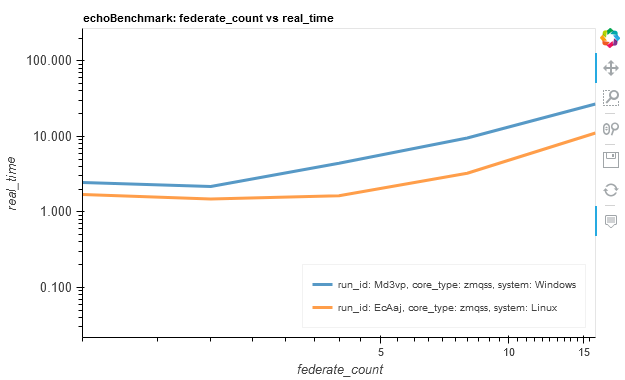 echoBenchmark: federate_count vs real_time
100.000
10.000
1.000
0.100
real_time
run_id: Md3vp, core_type: zmqss, system: Windows
run_id: EcAaj, core_type: zmqss, system: Linux
5
10
15
federate_count